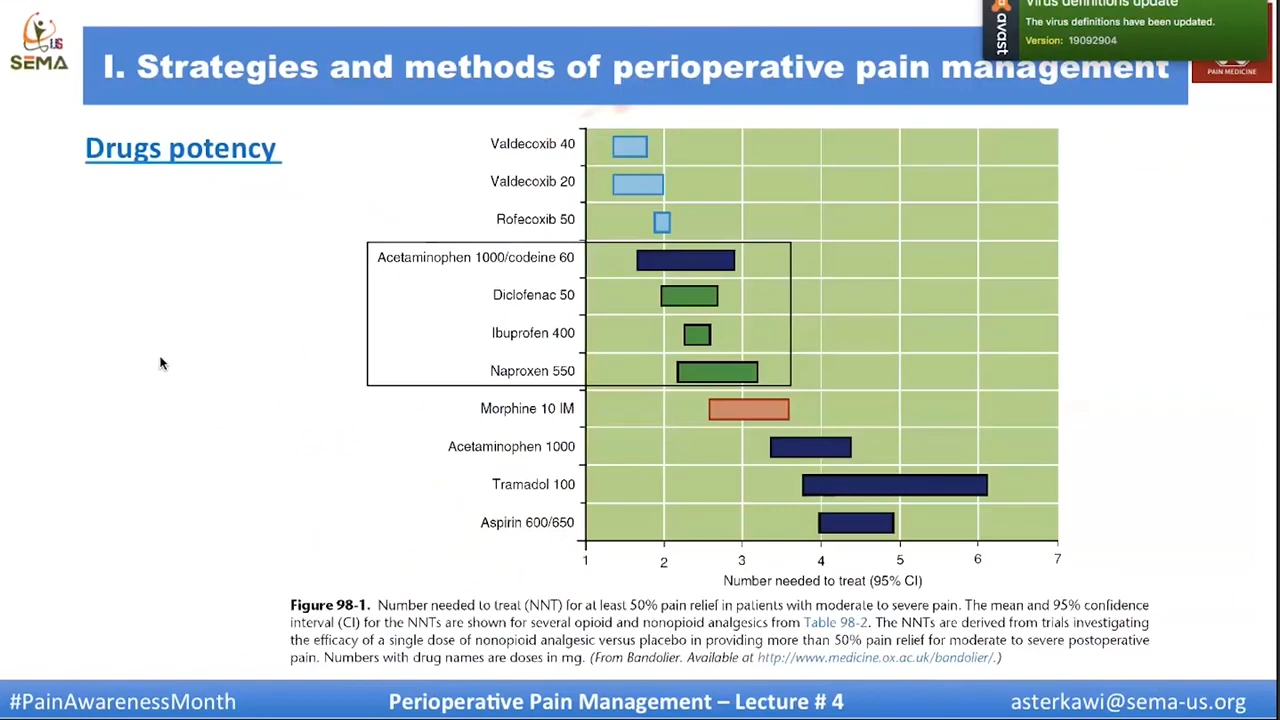 Virus definitions update
The virus definitions have been updated.
Version: 19092904
avast
US
SEMA
I. Strategies and methods of perioperative pain management
PAIN MEDICINE
Drugs potency
Valdecoxib 40
Valdecoxib 20
Rofecoxib 50
Acetaminophen 1000/codeine 60
Diclofenac 50
Ibuprofen 400
Naproxen 550
Morphine 10 IM
Acetaminophen 1000
Tramadol 100
Aspirin 600/650
1 2 3 4 5 6 7
Number needed to treat (95% CI)
Figure 98-1. Number needed to treat (NNT) for at least 50% pain relief in patients with moderate to severe pain. The mean and 95% confidence
interval (CI) for the NNTs are shown for several opioid and nonopioid analgesics from Table 98-2. The NNTs are derived from trials investigating
the efficacy of a single dose of nonopioid analgesic versus placebo in providing more than 50% pain relief for moderate to severe postoperative
pain. Numbers with drug names are doses in mg. (From Bandolier. Available at http://www.medicine.ox.ac.uk/bandolier/.)
#PainAwarenessMonth
Perioperative Pain Management – Lecture # 4
asterkawi@sema-us.org